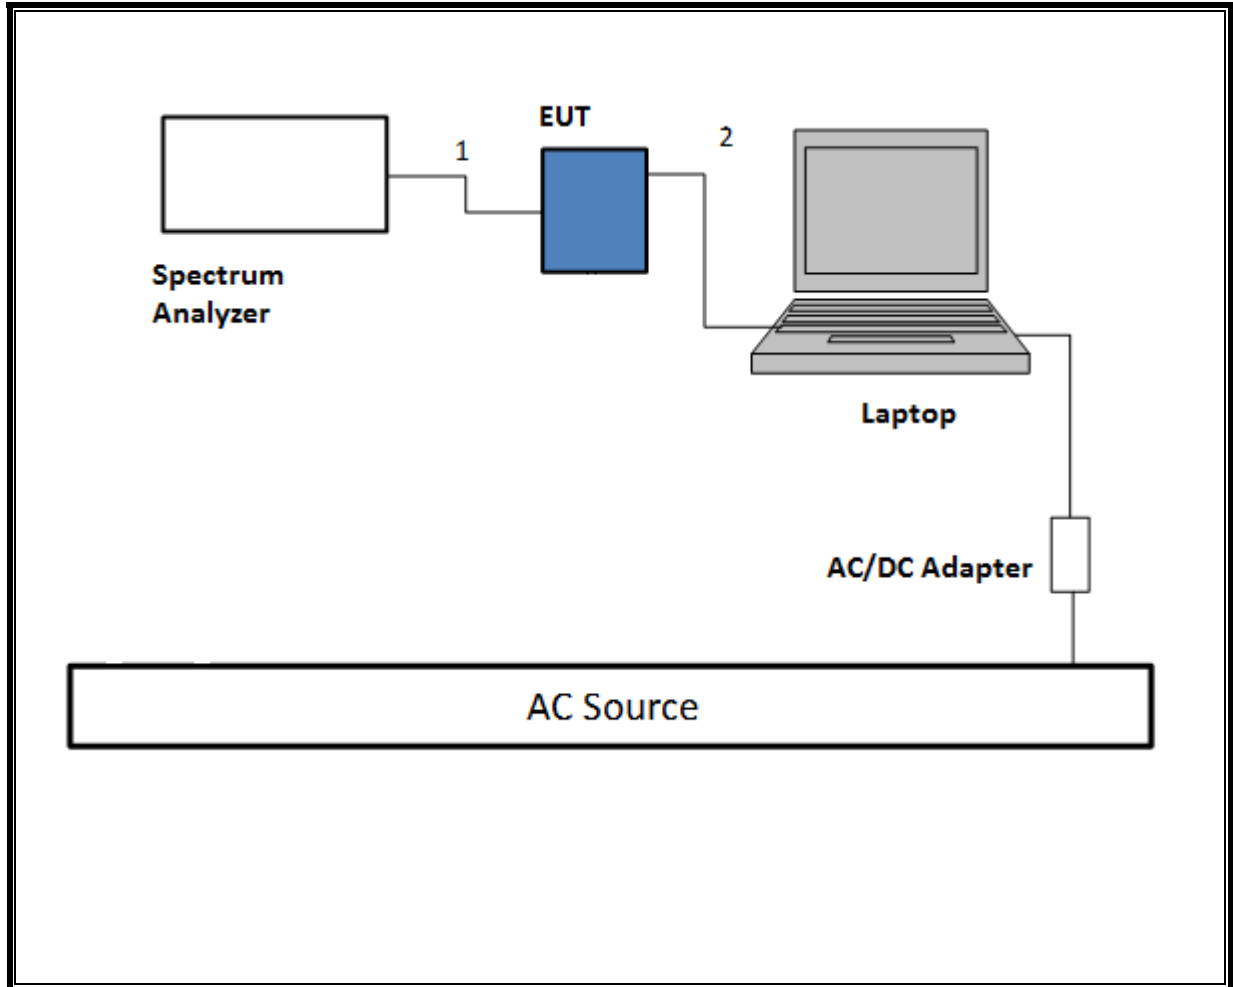 EUT
1
2
Spectrum
Analyzer
Laptop
AC/DC Adapter
AC Source